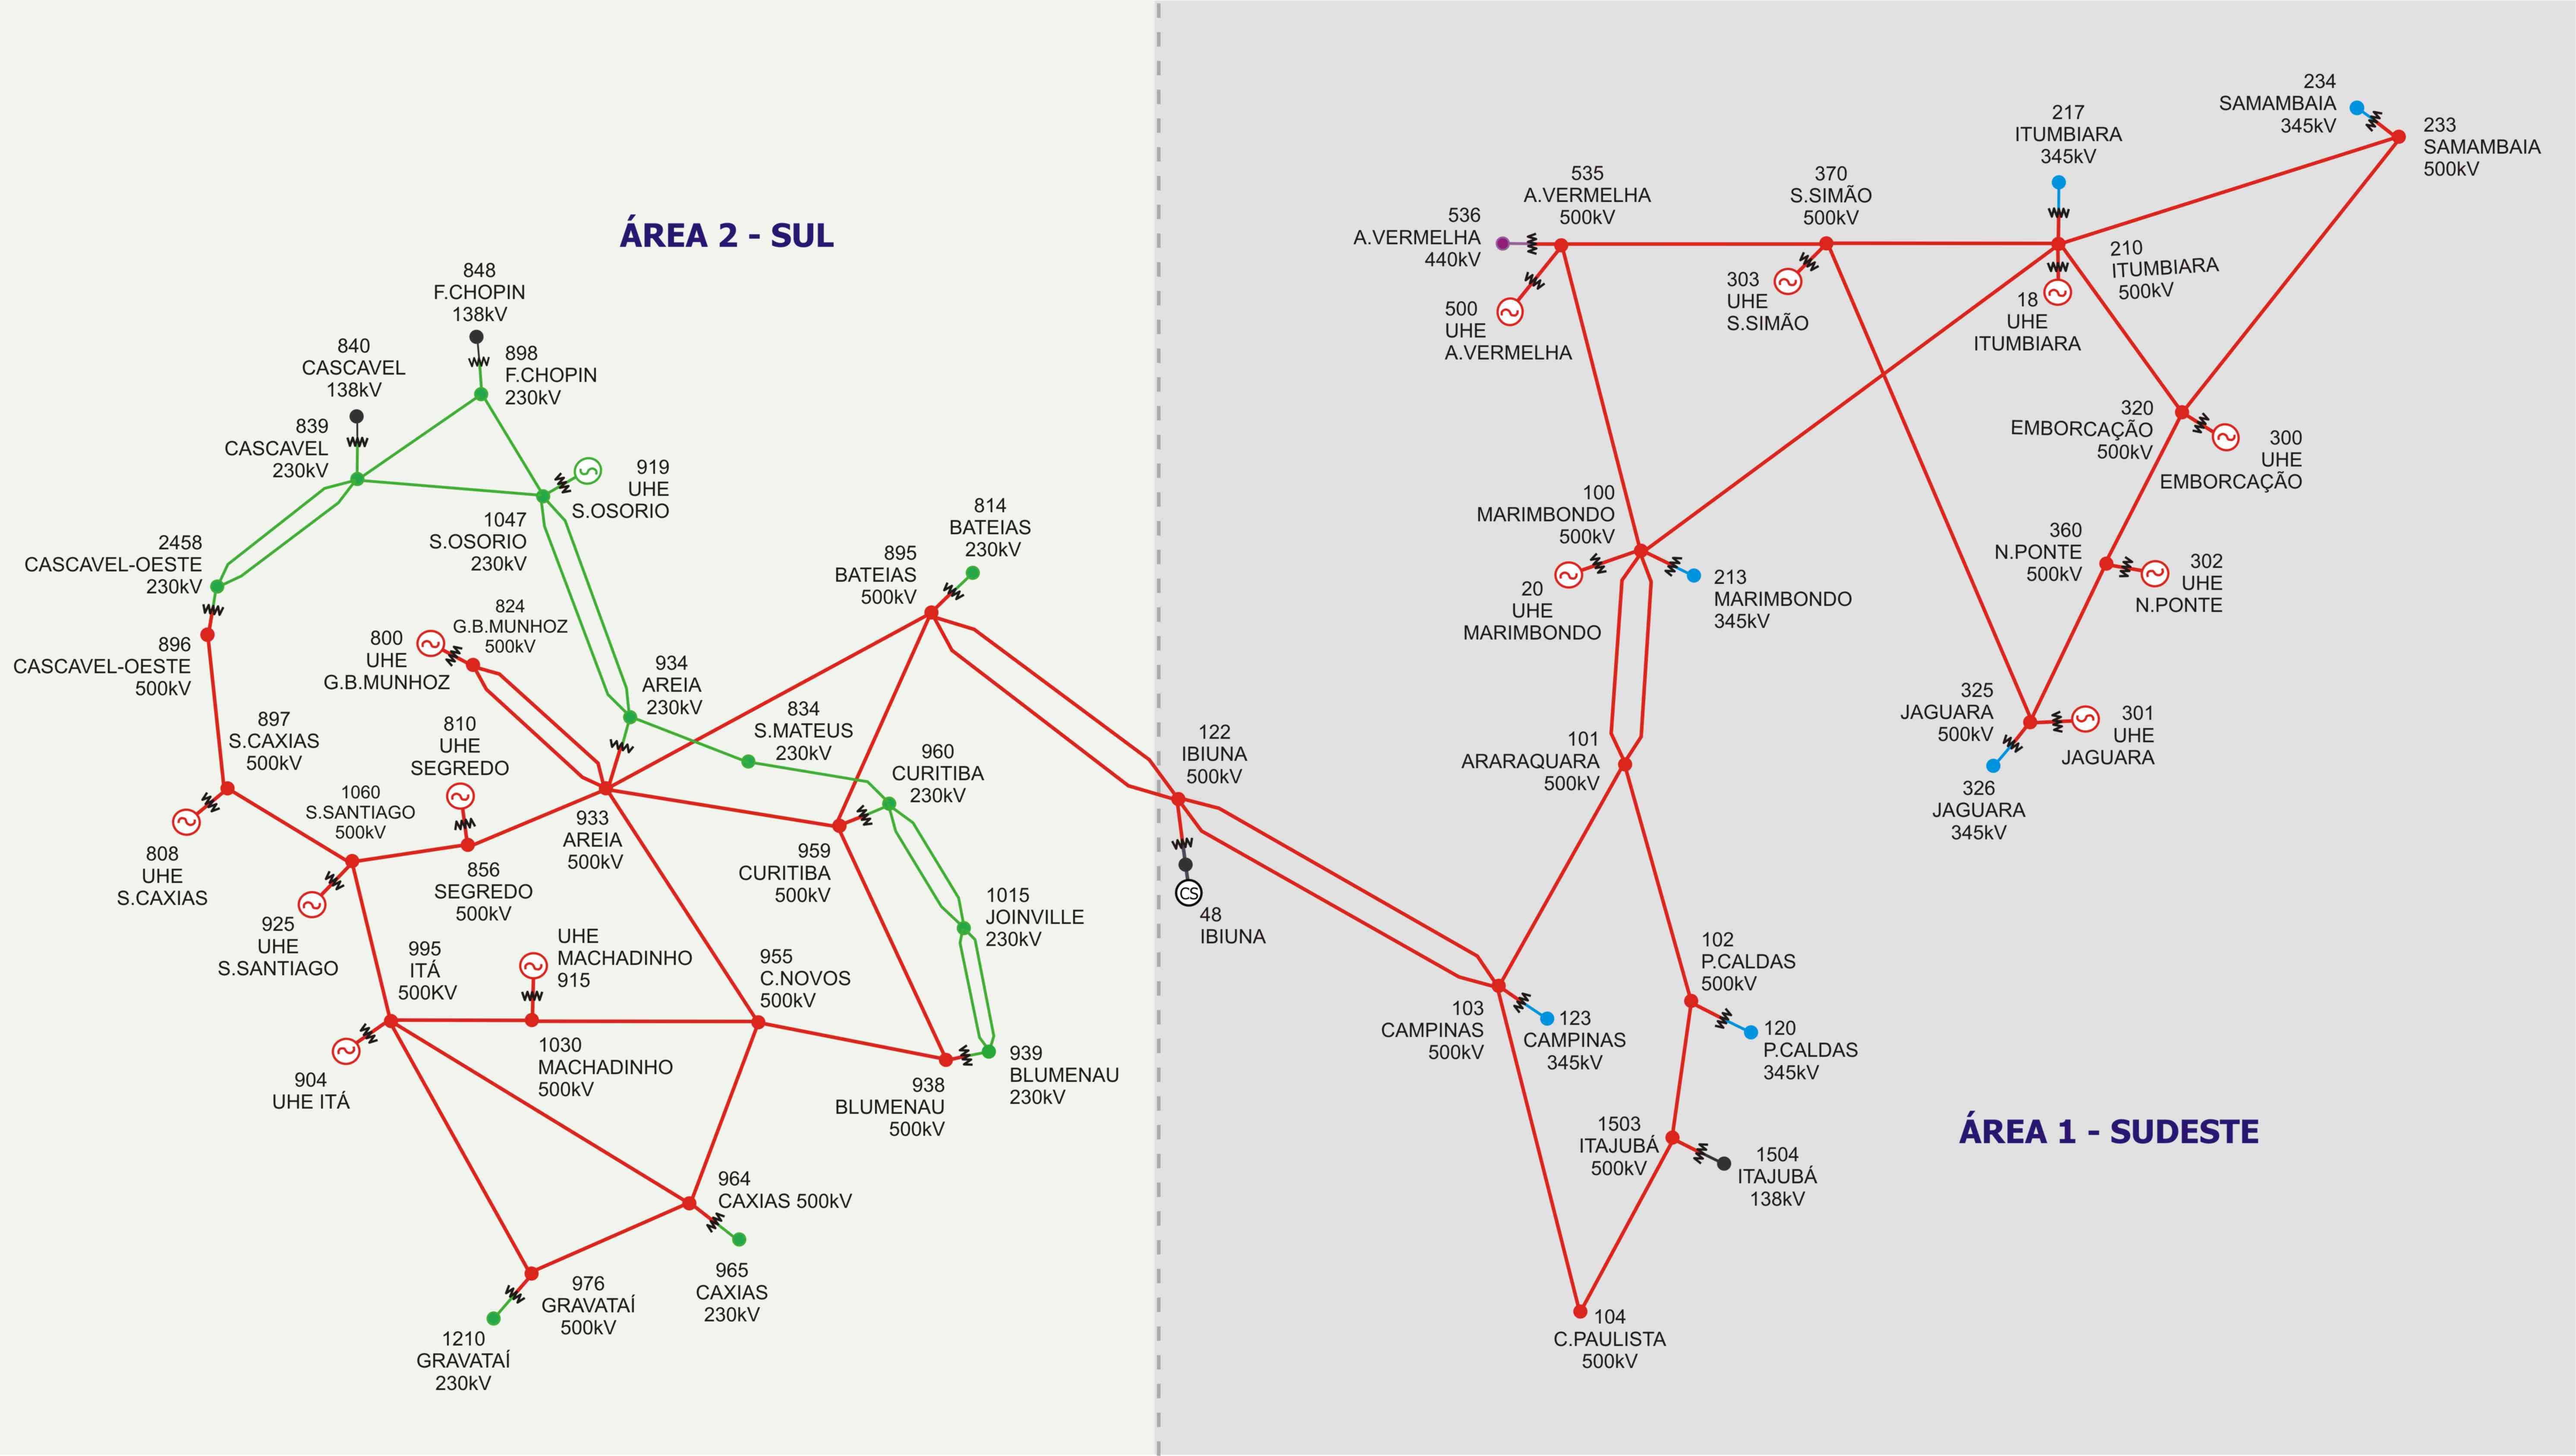 ÁREA 2 - SUL
848
F.CHOPIN
138kV
840
CASCAVEL
138kV
898
F.CHOPIN
230kV
839
CASCAVEL
230kV
919
UHE
S.OSORIO
1047
S.OSORIO
230kV
2458
CASCAVEL-OESTE
230kV
896
CASCAVEL-OESTE
500kV
824
G.B.MUNHOZ
500kV
800
UHE
G.B.MUNHOZ
814
BATEIAS
230kV
895
BATEIAS
500kV
934
AREIA
230kV
834
S.MATEUS
230kV
897
S.CAXIAS
500kV
810
UHE
SEGREDO
960
CURITIBA
230kV
1060
S.SANTIAGO
500kV
933
AREIA
500kV
959
CURITIBA
500kV
808
UHE
S.CAXIAS
856
SEGREDO
500kV
1015
JOINVILLE
230kV
925
UHE
S.SANTIAGO
995
ITÁ
500KV
UHE
MACHADINHO
915
955
C.NOVOS
500kV
1030
MACHADINHO
500kV
904
UHE ITÁ
938
BLUMENAU
500kV
939
BLUMENAU
230kV
964
CAXIAS 500kV
965
CAXIAS
230kV
976
GRAVATAÍ
500kV
1210
GRAVATAÍ
230kV
234
SAMAMBAIA
345kV
233
SAMAMBAIA
500kV
217
ITUMBIARA
345kV
535
A.VERMELHA
500kV
370
S.SIMÃO
500kV
536
A.VERMELHA
440kV
210
ITUMBIARA
500kV
303
UHE
S.SIMÃO
18
UHE
ITUMBIARA
500
UHE
A.VERMELHA
320
EMBORCAÇÃO
500kV
300
UHE
EMBORCAÇÃO
100
MARIMBONDO
500kV
360
N.PONTE
500kV
302
UHE
N.PONTE
20
UHE
MARIMBONDO
213
MARIMBONDO
345kV
325
JAGUARA
500kV
301
UHE
JAGUARA
326
JAGUARA
345kV
122
IBIUNA
500kV
101
ARARAQUARA
500kV
CS
48
IBIUNA
102
P.CALDAS
500kV
103
CAMPINAS
500kV
123
CAMPINAS
345kV
120
P.CALDAS
345kV
1503
ITAJUBÁ
500kV
1504
ITAJUBÁ
138kV
ÁREA 1 - SUDESTE
104
C.PAULISTA
500kV